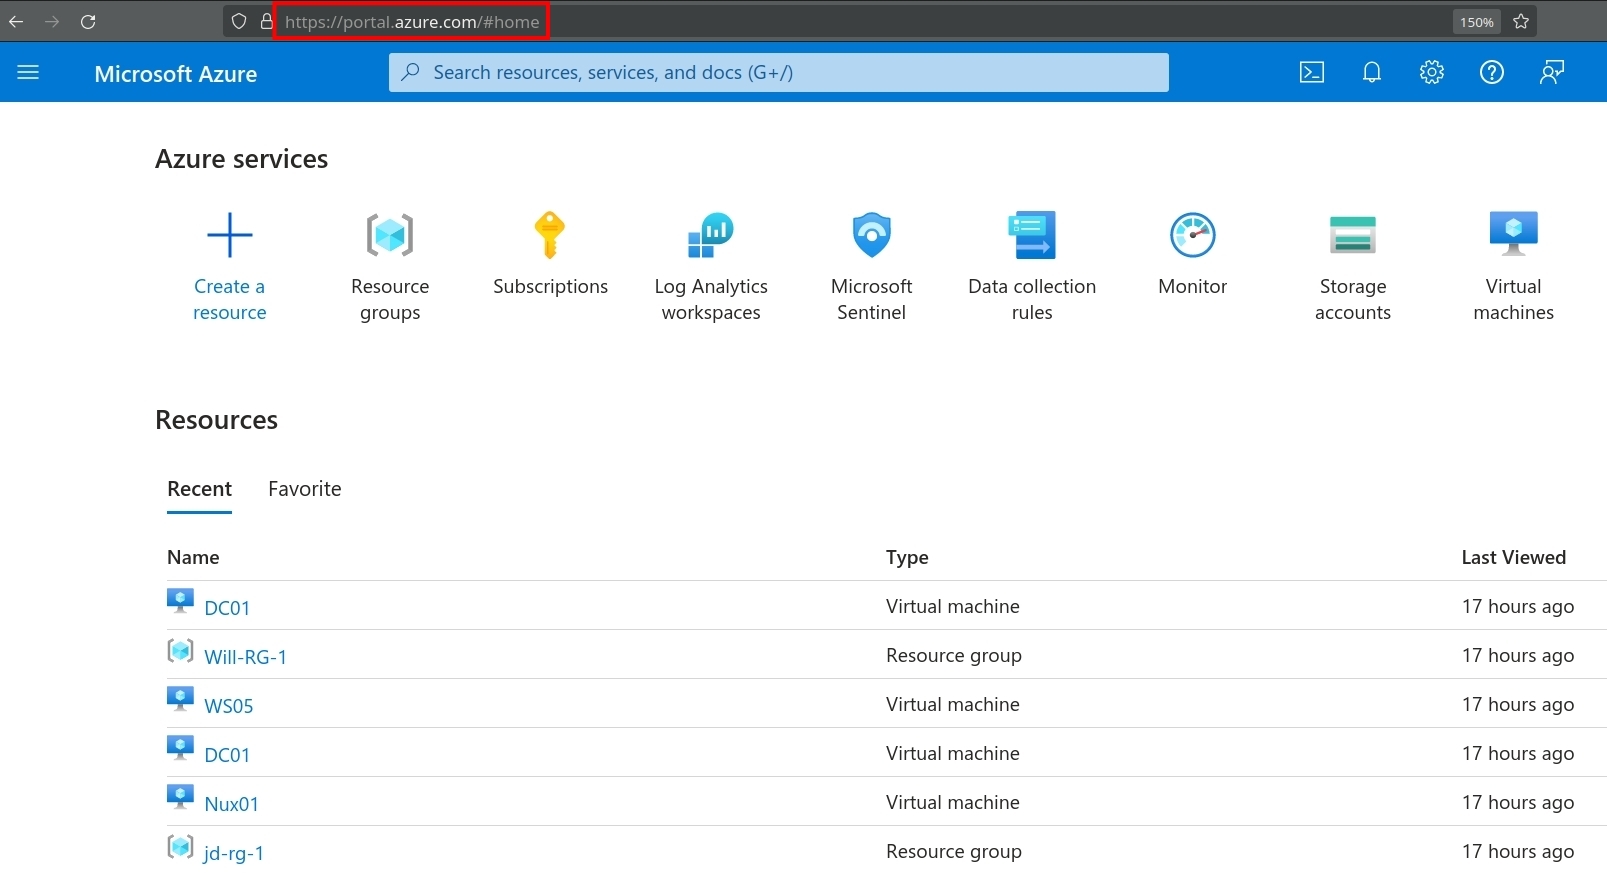 https://portal.azure.com/#home
150%
Microsoft Azure
Search resources, services, and docs (G+/)
Azure services
Create a resource
Resource groups
Subscriptions
Log Analytics workspaces
Microsoft Sentinel
Data collection rules
Monitor
Storage accounts
Virtual machines
Resources
Recent Favorite
Name Type Last Viewed
DC01 Virtual machine 17 hours ago
Will-RG-1 Resource group 17 hours ago
WS05 Virtual machine 17 hours ago
DC01 Virtual machine 17 hours ago
Nux01 Virtual machine 17 hours ago
jd-rg-1 Resource group 17 hours ago